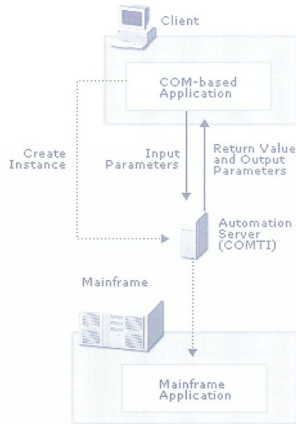 Client
COM-based
Application
Create
Instance
Input
Parameters
Return Value
and Output
Parameters
Automation
Server
(COMTI)
Mainframe
Mainframe
Application